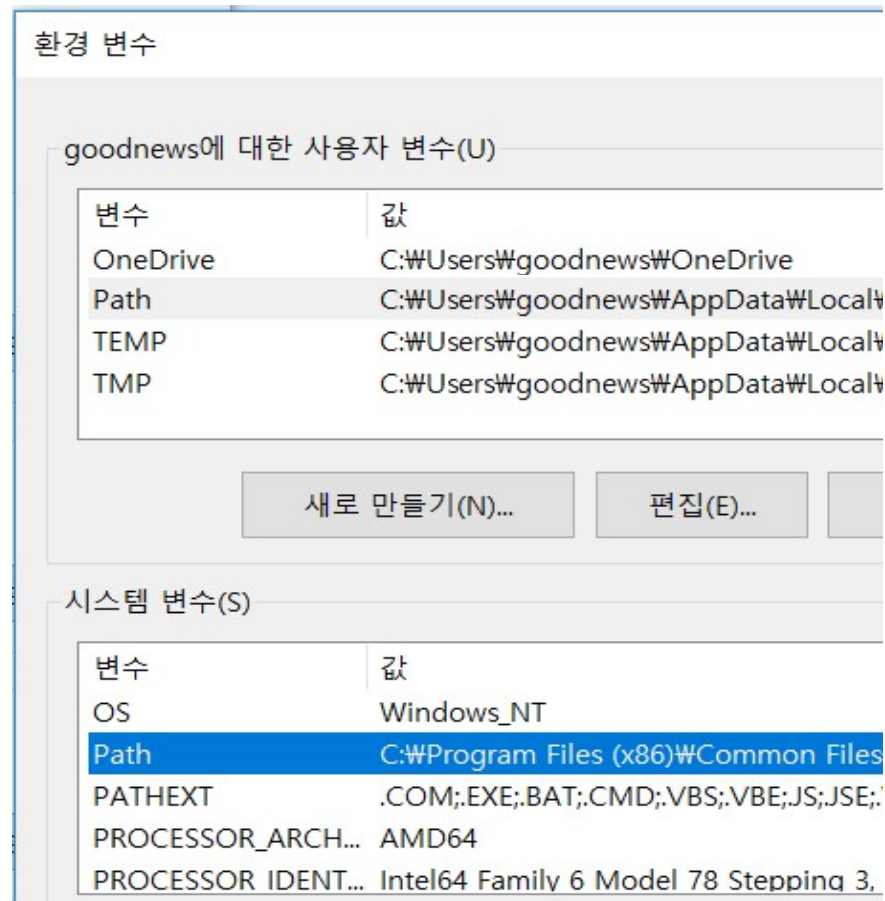 환경 변수
goodnews에 대한 사용자 변수(U)
변수 값
OneDrive C:₩Users₩goodnews₩OneDrive
Path C:₩Users₩goodnews₩AppData₩Local₩
TEMP C:₩Users₩goodnews₩AppData₩Local₩
TMP C:₩Users₩goodnews₩AppData₩Local₩
새로 만들기(N)... 편집(E)...
시스템 변수(S)
변수 값
OS Windows_NT
Path C:₩Program Files (x86)₩Common Files
PATHEXT .COM;.EXE;.BAT;.CMD;.VBS;.VBE;.JS;.JSE;.
PROCESSOR_ARCH... AMD64
PROCESSOR_IDENT... Intel64 Family 6 Model 78 Stepping 3,